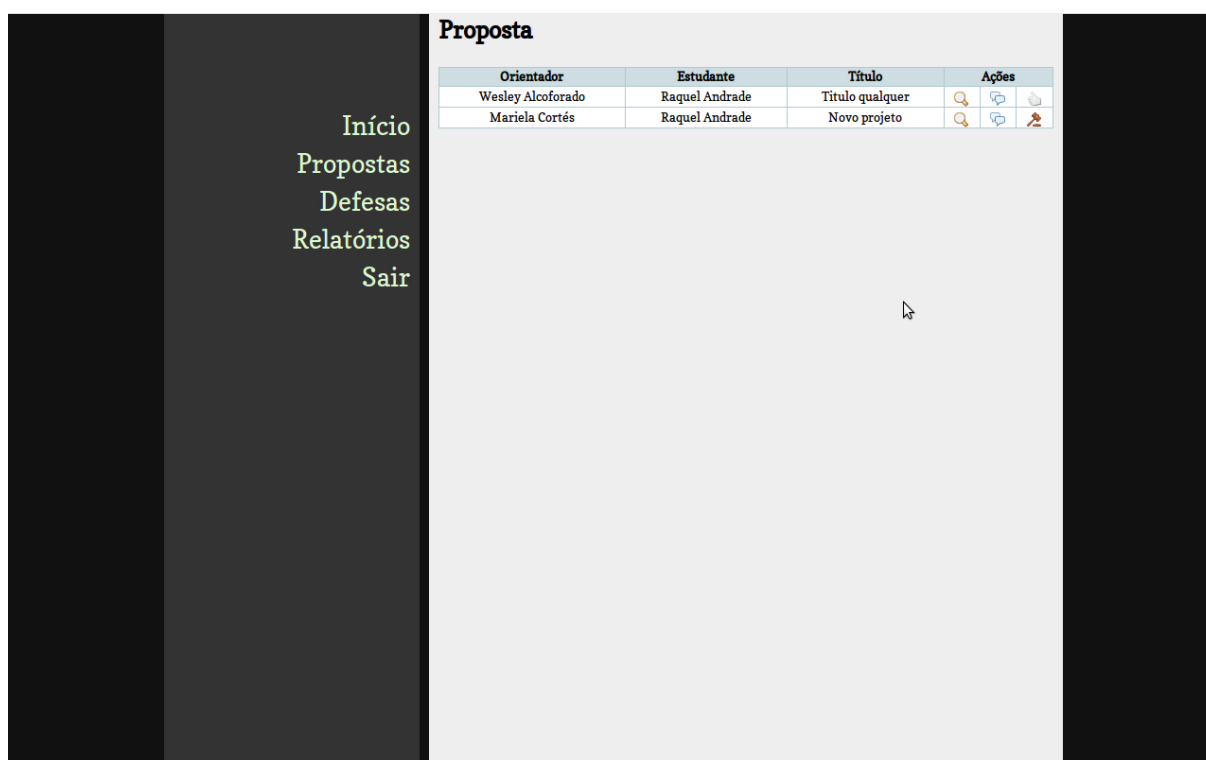 Início
Propostas
Defesas
Relatórios
Sair
Proposta
Orientador Estudante Título Ações
Wesley Alcoforado Raquel Andrade Titulo qualquer
Mariela Cortés Raquel Andrade Novo projeto